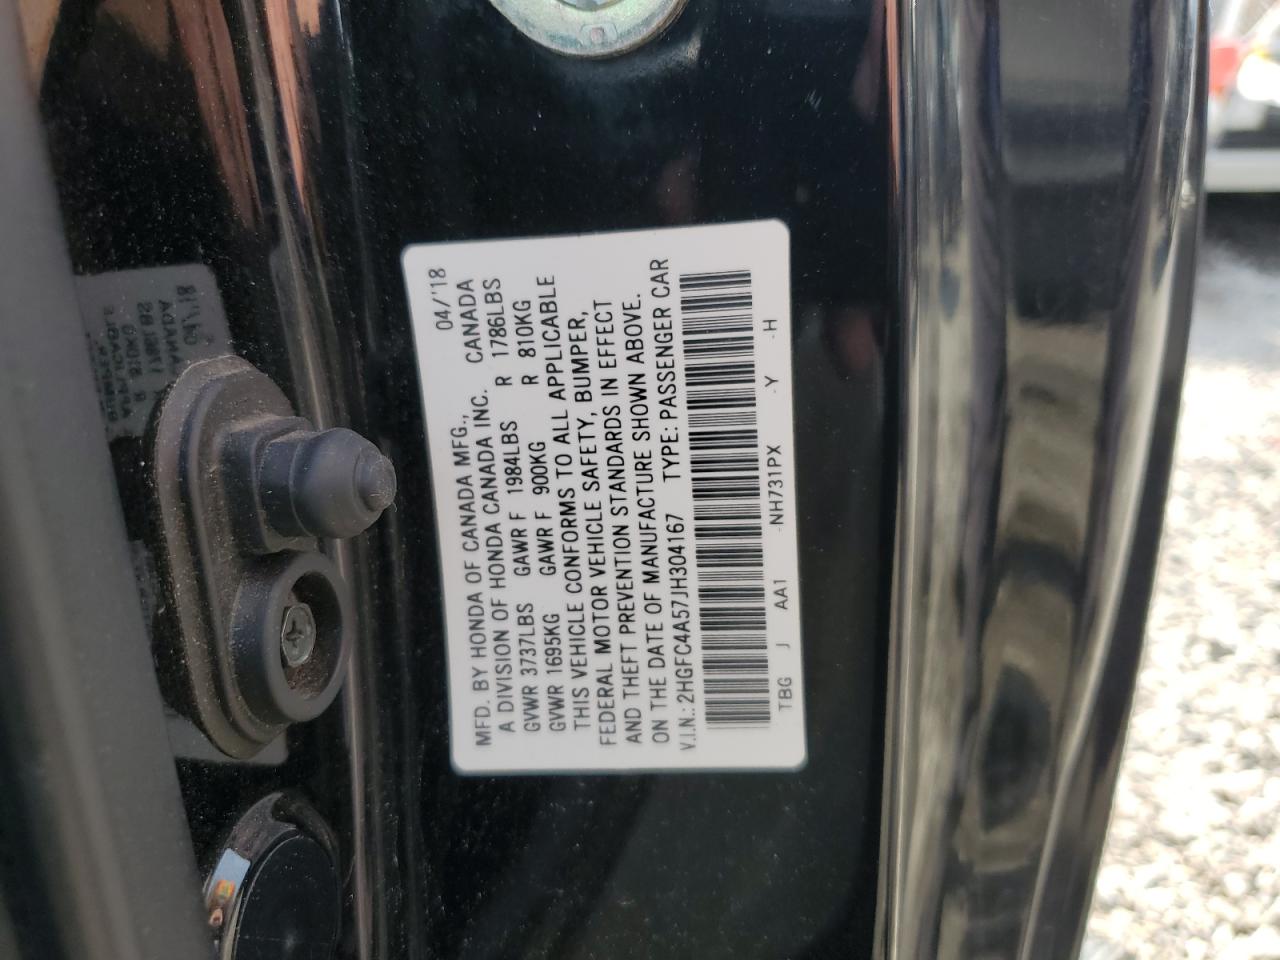 04/'18
MFD. BY HONDA OF CANADA MFG.,
A DIVISION OF HONDA CANADA INC. CANADA
GVWR 3737LBS GAWR F 1984LBS R 1786LBS
GVWR 1695KG GAWR F 900KG R 810KG
THIS VEHICLE CONFORMS TO ALL APPLICABLE
FEDERAL MOTOR VEHICLE SAFETY, BUMPER,
AND THEFT PREVENTION STANDARDS IN EFFECT
ON THE DATE OF MANUFACTURE SHOWN ABOVE.
V.I.N.: 2HGFC4A57JH304167 TYPE: PASSENGER CAR
TBG J AA1 -NH731PX -Y -H